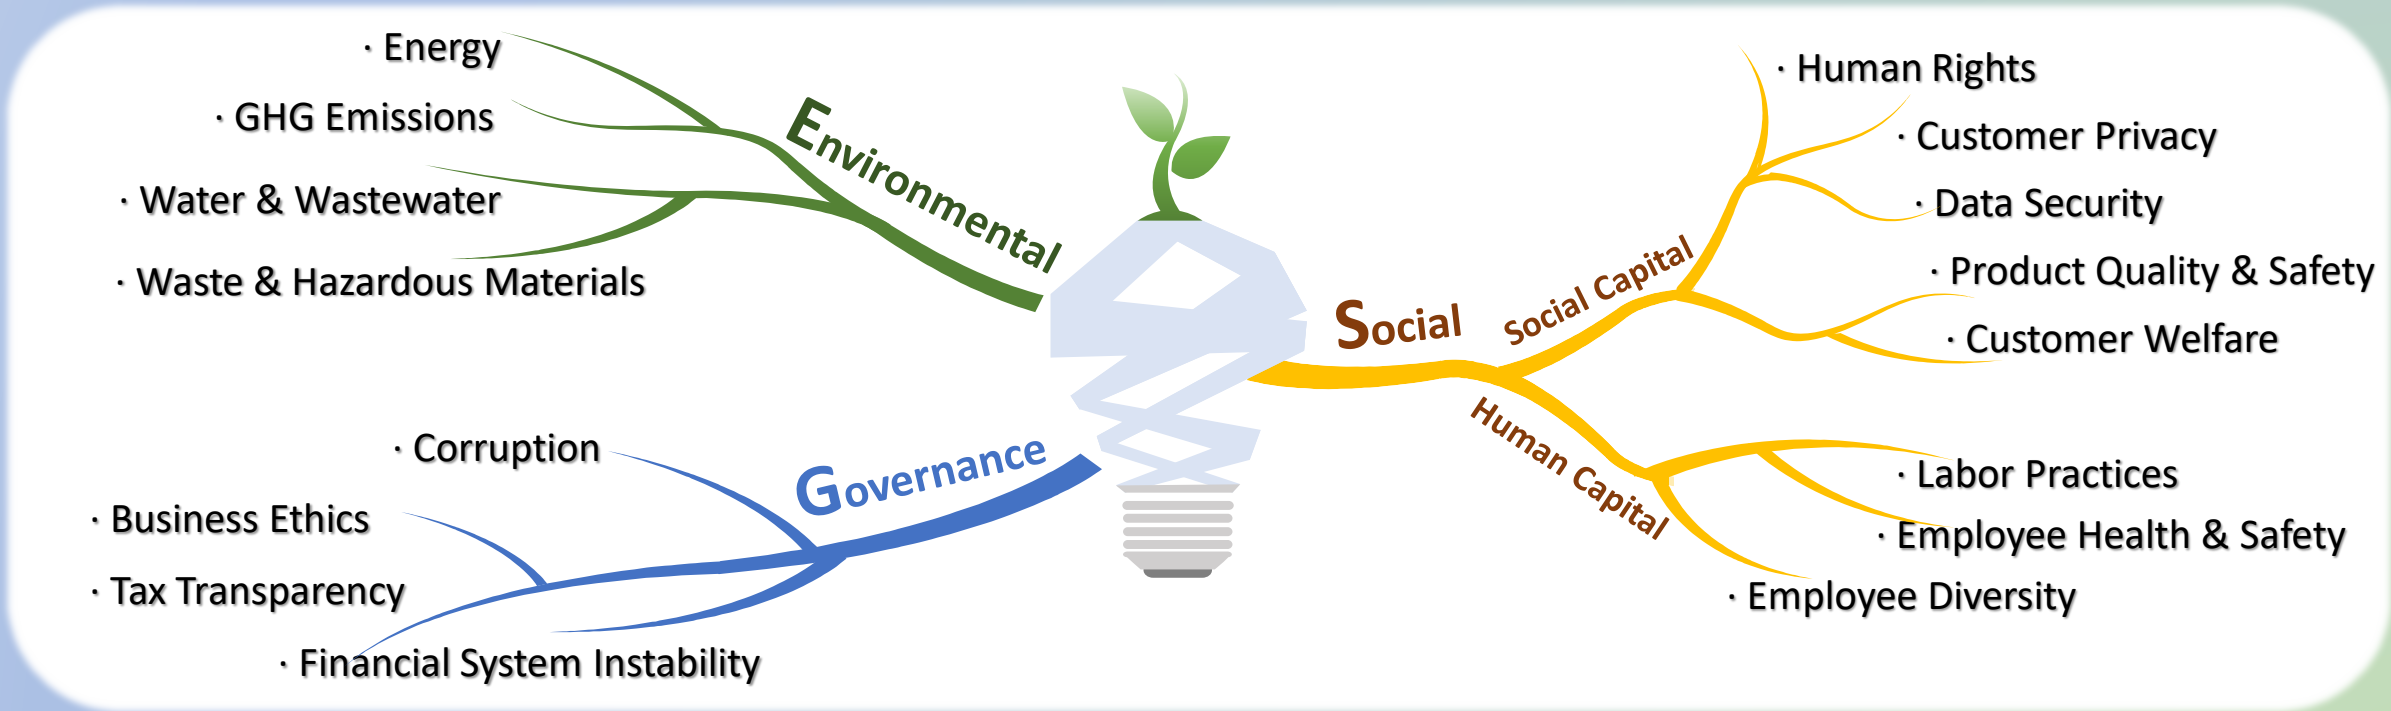 · Energy
· GHG Emissions
· Water & Wastewater
· Waste & Hazardous Materials
Environmental
· Corruption
· Business Ethics
· Tax Transparency
· Financial System Instability
Governance
Social
Social Capital
· Human Rights
· Customer Privacy
· Data Security
· Product Quality & Safety
· Customer Welfare
Human Capital
· Labor Practices
· Employee Health & Safety
· Employee Diversity